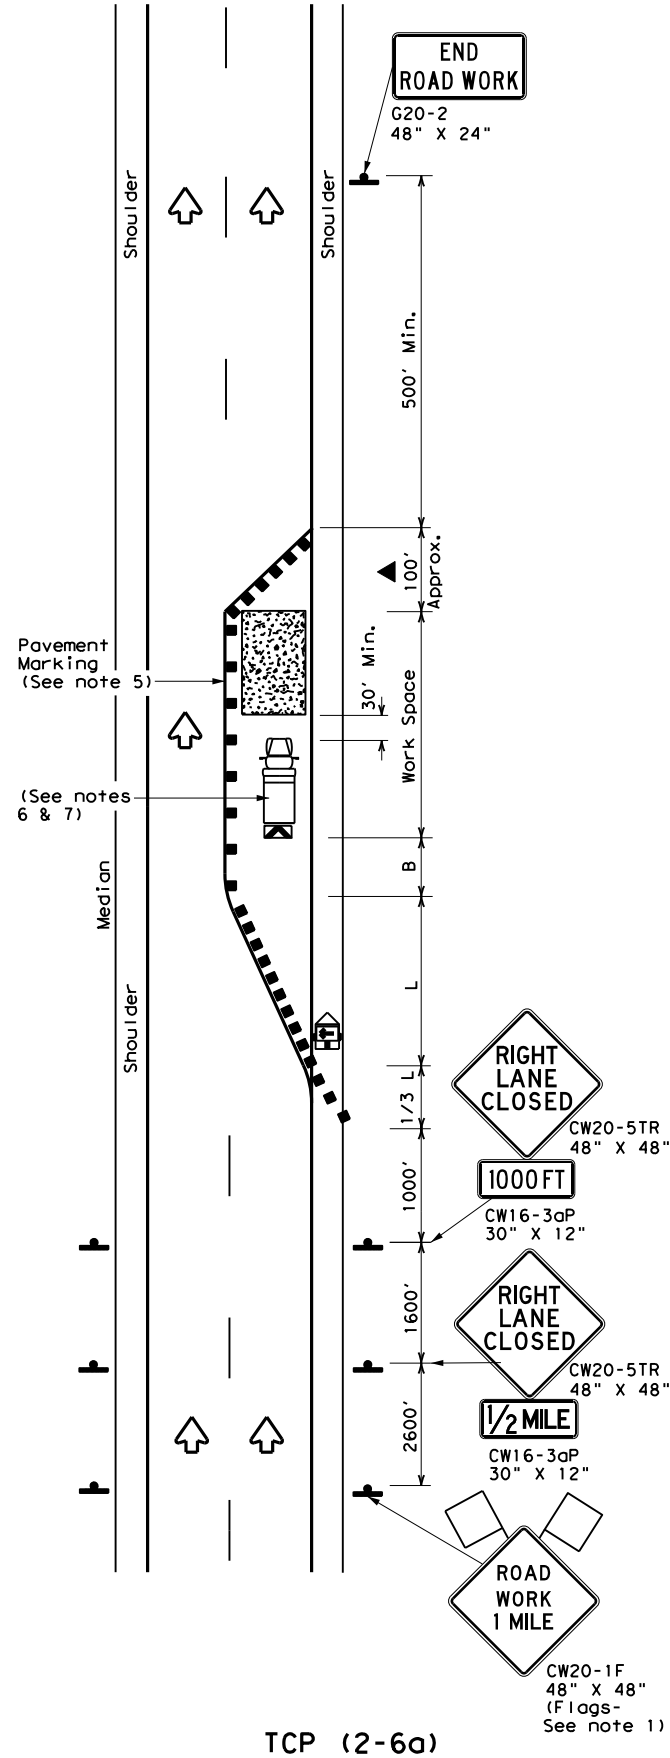 END
ROAD WORK
G20-2
48" X 24"
Shoulder
Shoulder
500' Min.
100'
Approx.
Pavement
Marking
(See note 5)
30' Min.
Work Space
(See notes
6 & 7)
B
Median
L
Shoulder
1/3 L
RIGHT
LANE
CLOSED
CW20-5TR
48" X 48"
1000 FT
1000'
CW16-3aP
30" X 12"
1600'
RIGHT
LANE
CLOSED
CW20-5TR
48" X 48"
1/2 MILE
2600'
CW16-3aP
30" X 12"
ROAD
WORK
1 MILE
CW20-1F
48" X 48"
(Flags-
See note 1)
TCP (2-6a)